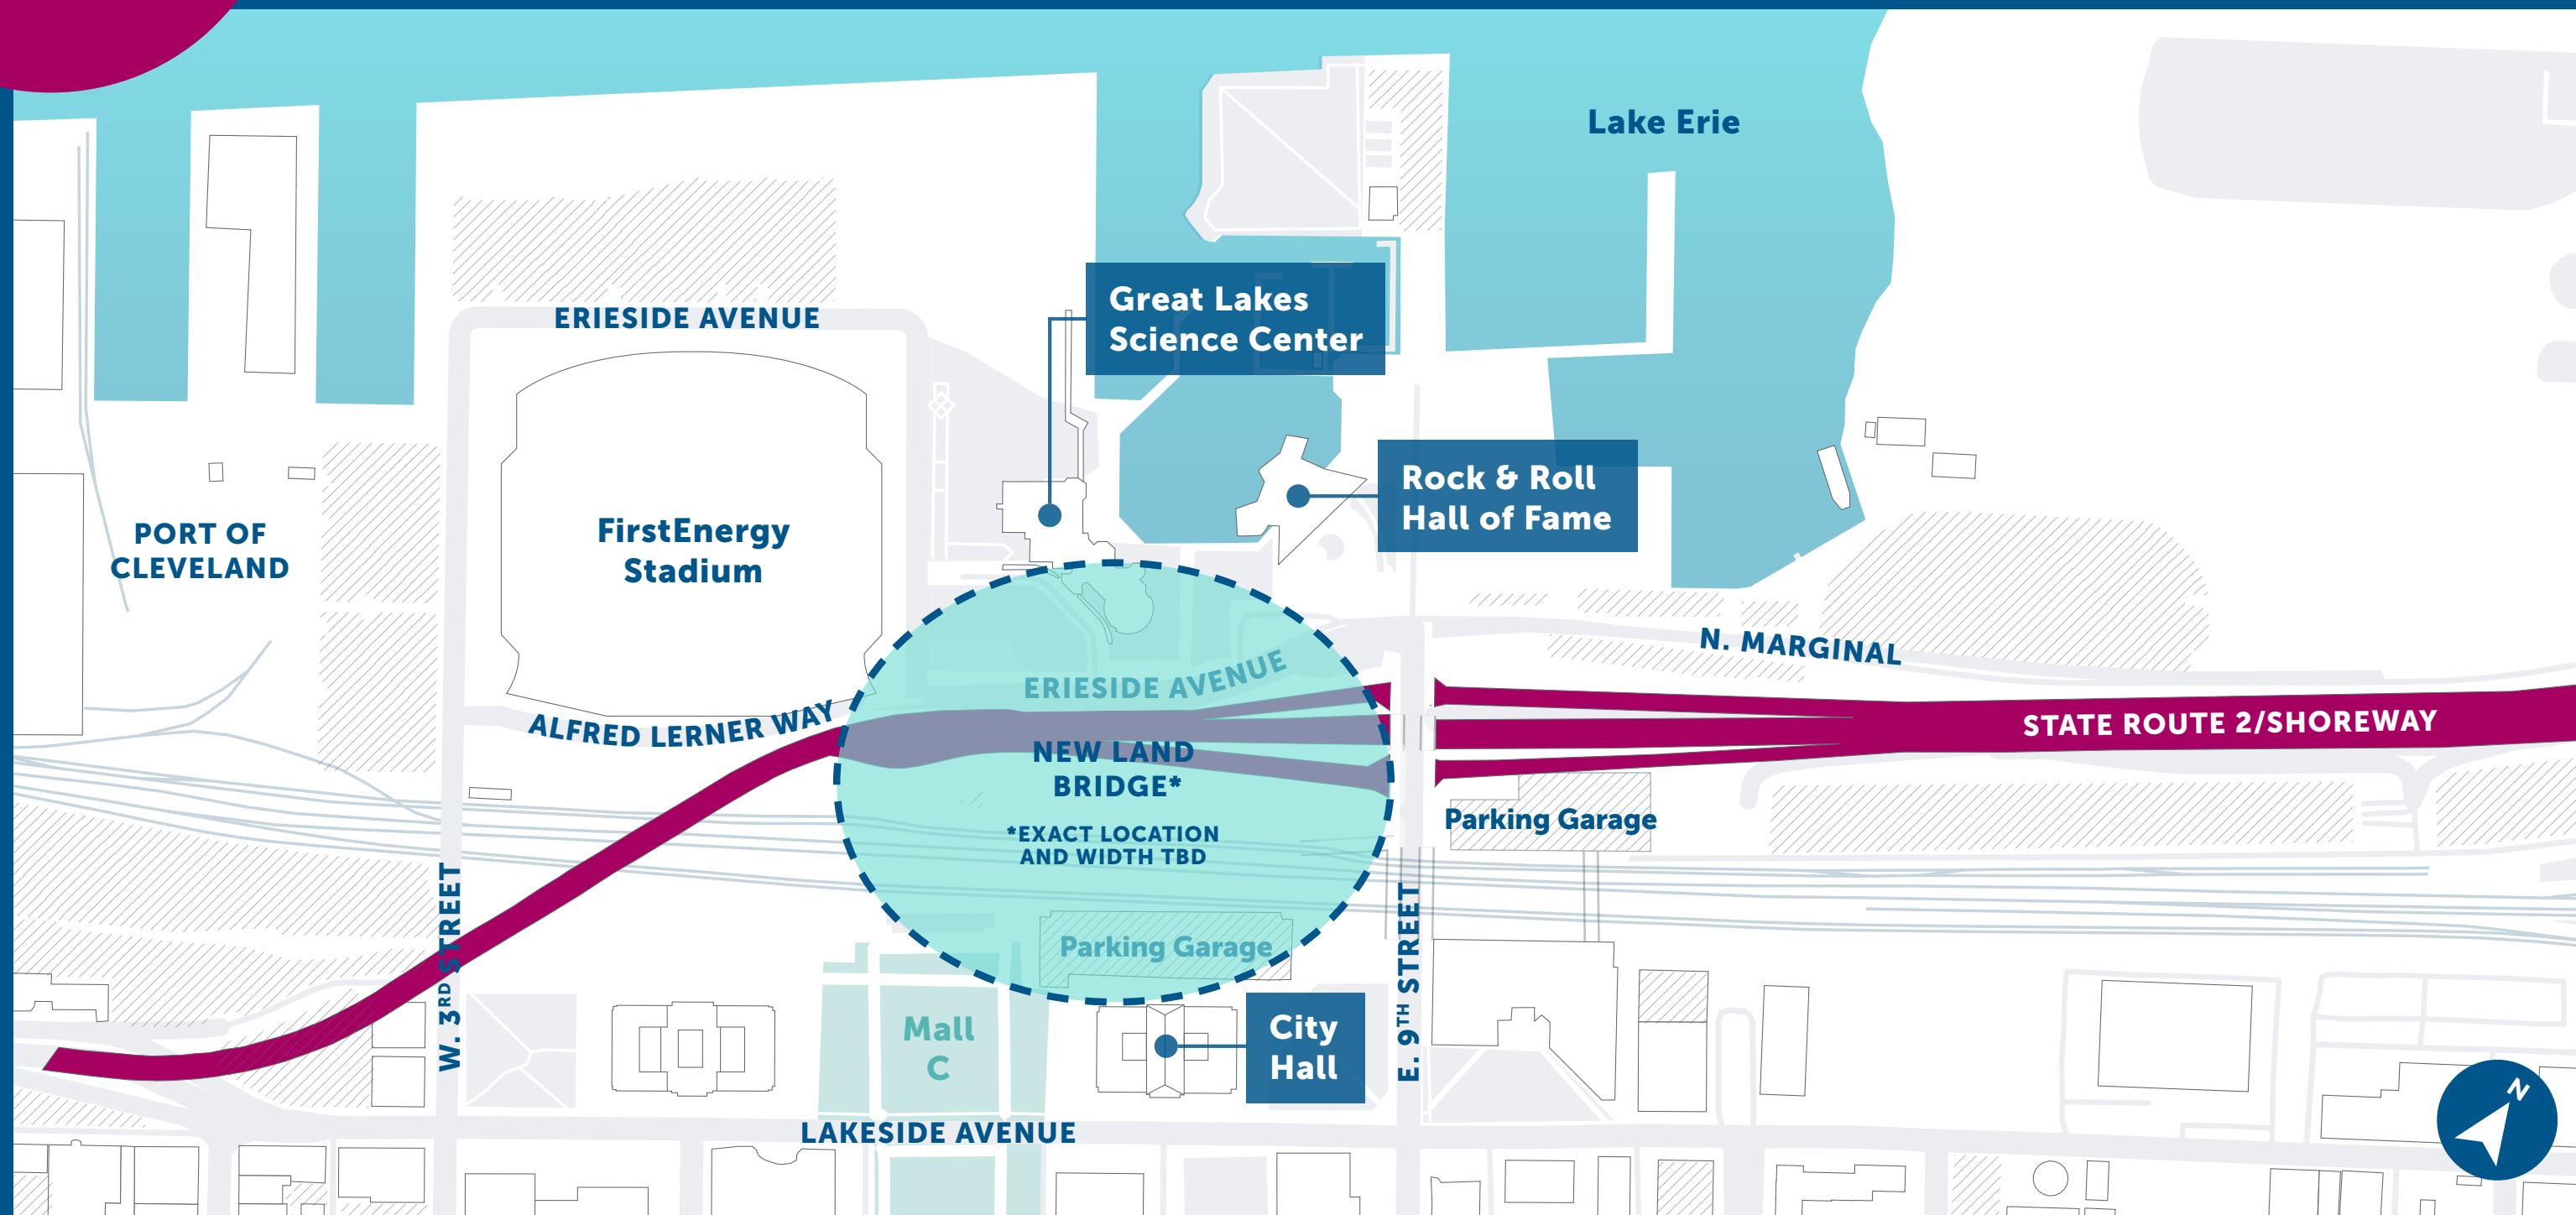 Lake Erie
Great Lakes
Science Center
ERIESIDE AVENUE
Rock & Roll
Hall of Fame
PORT OF
CLEVELAND
FirstEnergy
Stadium
N. MARGINAL
ERIESIDE AVENUE
ALFRED LERNER WAY
STATE ROUTE 2/SHOREWAY
NEW LAND
BRIDGE*
*EXACT LOCATION
AND WIDTH TBD
Parking Garage
W. 3RD STREET
E. 9TH STREET
Parking Garage
Mall
C
City
Hall
LAKESIDE AVENUE
N